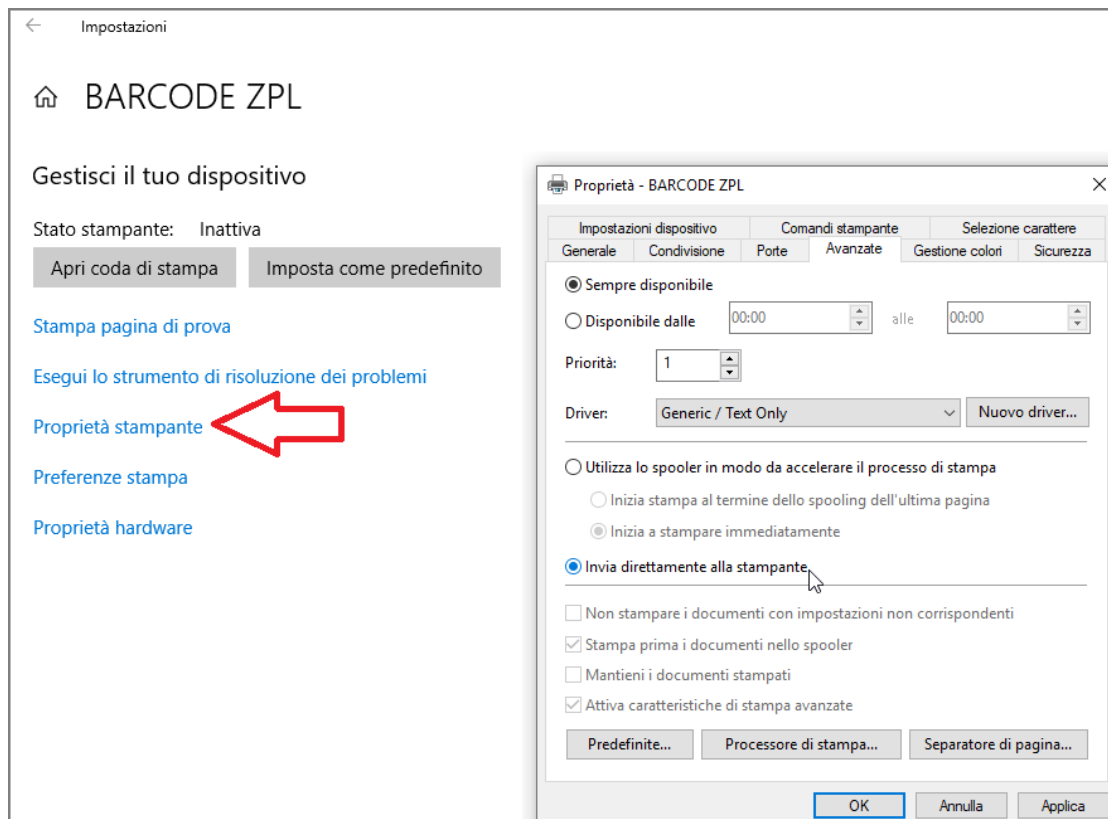 Impostazioni
BARCODE ZPL
Gestisci il tuo dispositivo
Stato stampante: Inattiva
Apri coda di stampa Imposta come predefinito
Stampa pagina di prova
Esegui lo strumento di risoluzione dei problemi
Proprietà stampante
Preferenze stampa
Proprietà hardware
Proprietà - BARCODE ZPL
Impostazioni dispositivo Comandi stampante Selezione carattere
Generale Condivisione Porte Avanzate Gestione colori Sicurezza
Sempre disponibile
Disponibile dalle 00:00 alle 00:00
Priorità: 1
Driver: Generic / Text Only Nuovo driver...
Utilizza lo spooler in modo da accelerare il processo di stampa
Inizia stampa al termine dello spooling dell'ultima pagina
Inizia a stampare immediatamente
Invia direttamente alla stampante
Non stampare i documenti con impostazioni non corrispondenti
Stampa prima i documenti nello spooler
Mantieni i documenti stampati
Attiva caratteristiche di stampa avanzate
Predefinite... Processore di stampa... Separatore di pagina...
OK Annulla Applica